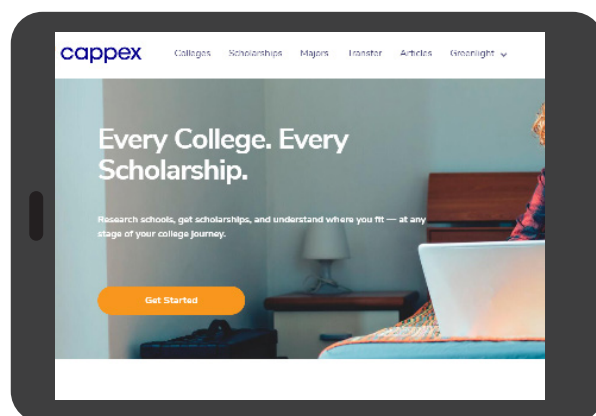 cappex
Colleges Scholarships Majors Transfer Articles Greenlight
Every College. Every
Scholarship.
Research schools, get scholarships, and understand where you fit — at any
stage of your college journey.
Get Started